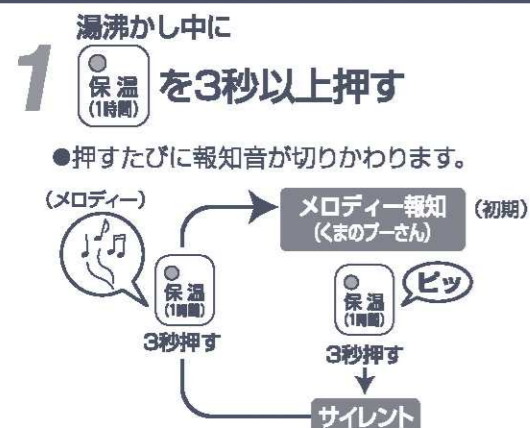 湯沸かし中に
1
保温
(1時間)
を3秒以上押す
●押すたびに報知音が切りかわります。
(メロディー)
メロディー報知
(くまのプーさん)
(初期)
保温
(1時間)
3秒押す
保温
(1時間)
ピッ
3秒押す
サイレント